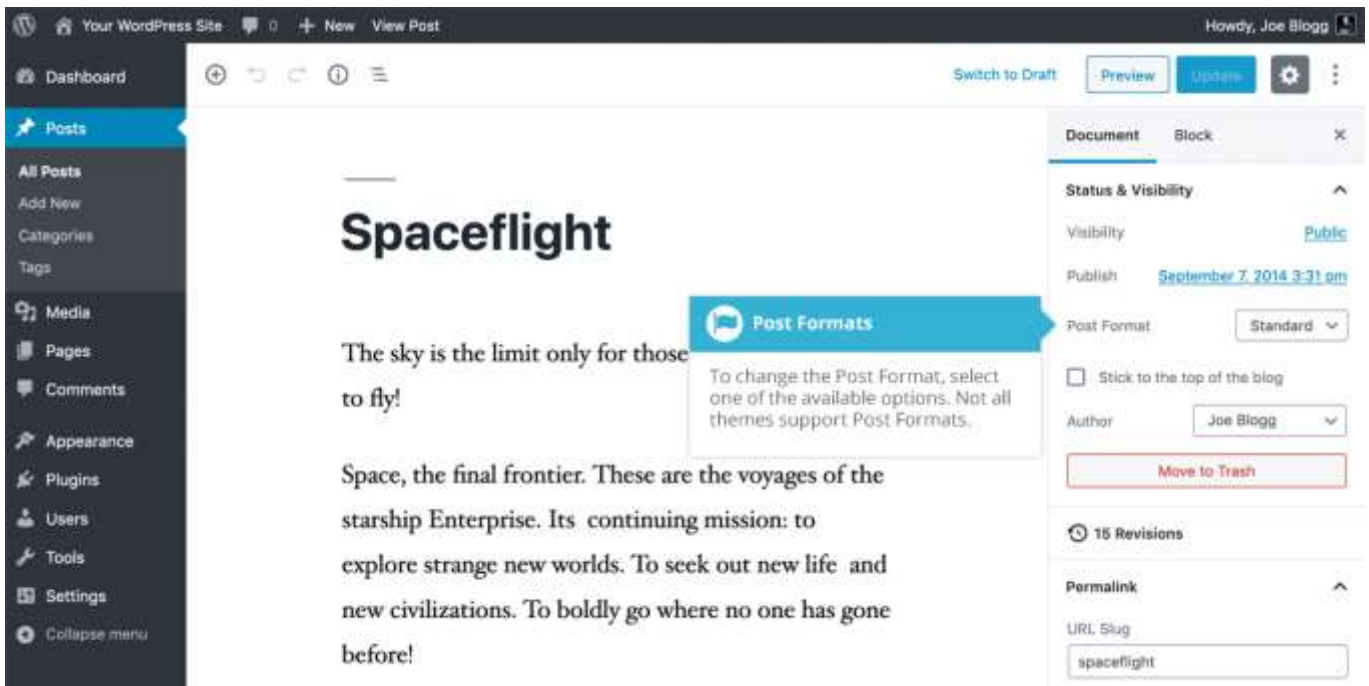 Your WordPress Site 0 + New View Post Howdy, Joe Blogg
Dashboard
Posts
All Posts
Add New
Categories
Tags
Media
Pages
Comments
Appearance
Plugins
Users
Tools
Settings
Collapse menu
Switch to Draft Preview Update
Spaceflight
The sky is the limit only for those
to fly!
Space, the final frontier. These are the voyages of the
starship Enterprise. Its continuing mission: to
explore strange new worlds. To seek out new life and
new civilizations. To boldly go where no one has gone
before!
Post Formats
To change the Post Format, select
one of the available options. Not all
themes support Post Formats.
Document Block
Status & Visibility
Visibility Public
Publish September 7, 2014 3:31 pm
Post Format Standard
Stick to the top of the blog
Author Joe Blogg
Move to Trash
15 Revisions
Permalink
URL Slug
spaceflight